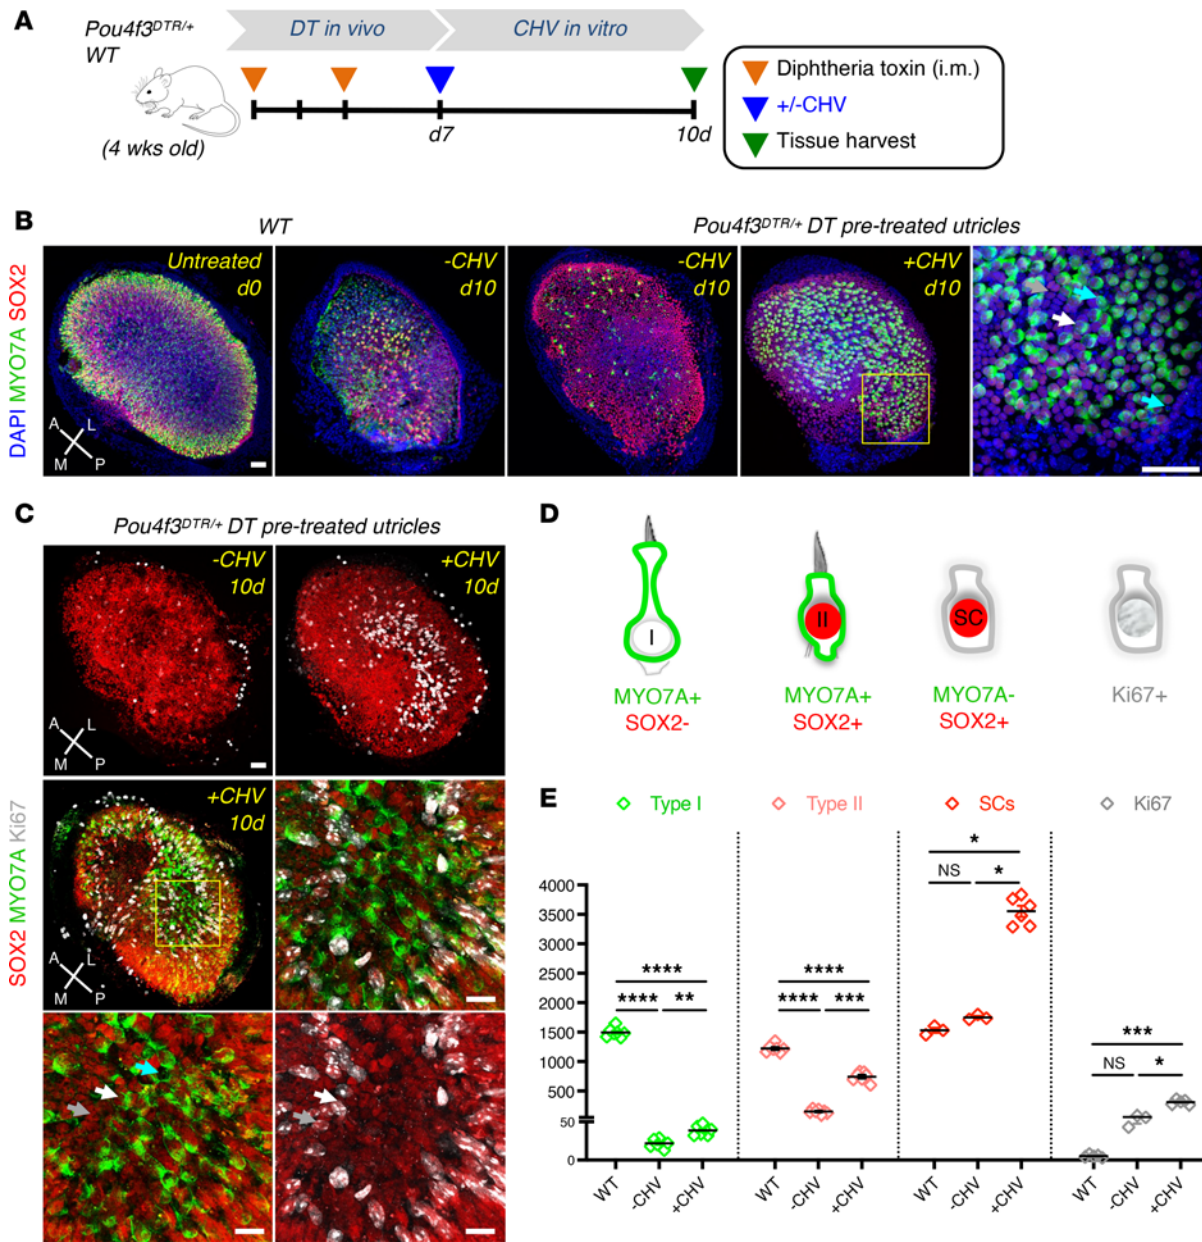 A
Pou4f3DTR/+
WT
DT in vivo
CHV in vitro
(4 wks old)
d7
10d
Diphtheria toxin (i.m.)
+/-CHV
Tissue harvest
B
WT
Pou4f3DTR/+ DT pre-treated utricles
DAPI MYO7A SOX2
Untreated
d0
-CHV
d10
-CHV
d10
+CHV
d10
A L
M P
C
Pou4f3DTR/+ DT pre-treated utricles
SOX2 MYO7A Ki67
-CHV
10d
+CHV
10d
A L
M P
+CHV
10d
A L
M P
D
I
II
SC
MYO7A+
SOX2-
MYO7A+
SOX2+
MYO7A-
SOX2+
Ki67+
E
Type I
Type II
SCs
Ki67
4000
3500
3000
2500
2000
1500
1000
500
50
0
****
**** **
****
**** ***
*
NS *
***
NS *
WT -CHV +CHV
WT -CHV +CHV
WT -CHV +CHV
WT -CHV +CHV